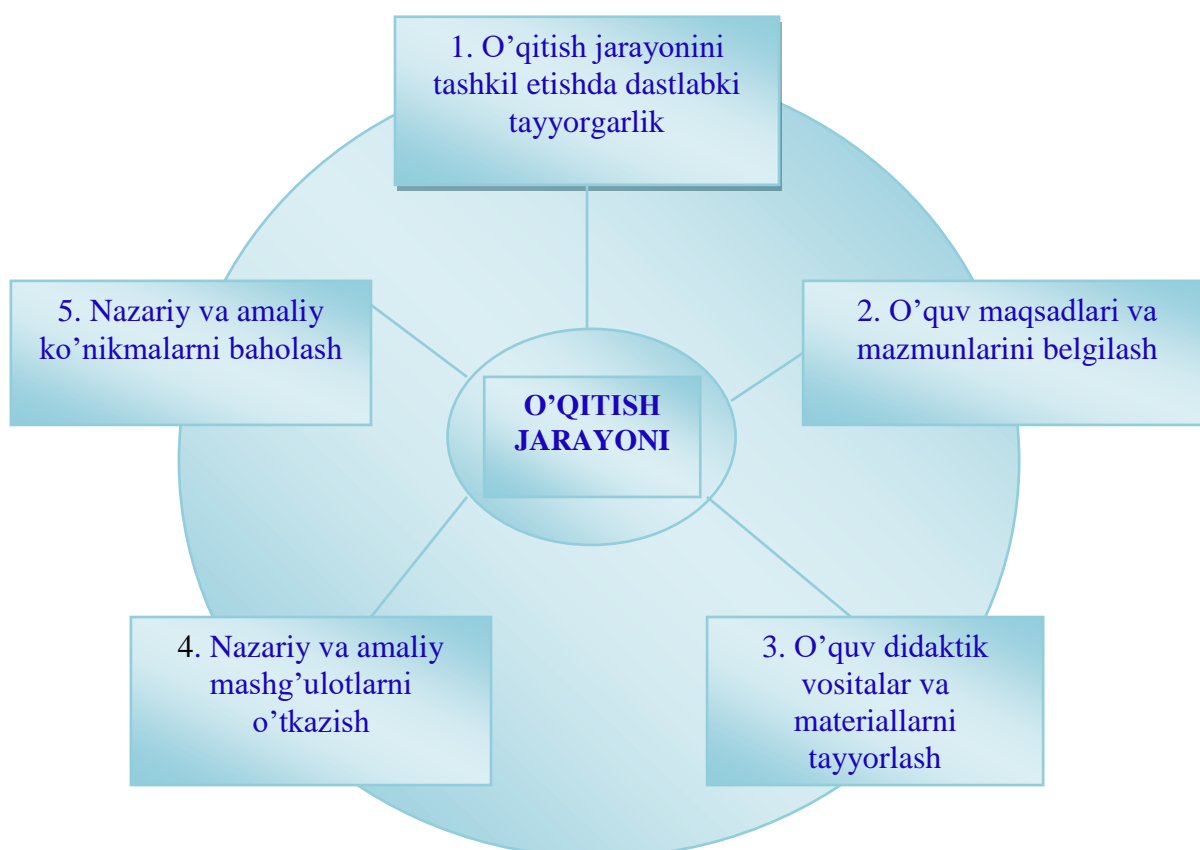 1. O’qitish jarayonini
tashkil etishda dastlabki
tayyorgarlik
5. Nazariy va amaliy
ko’nikmalarni baholash
2. O’quv maqsadlari va
mazmunlarini belgilash
O’QITISH
JARAYONI
4. Nazariy va amaliy
mashg’ulotlarni
o’tkazish
3. O’quv didaktik
vositalar va
materiallarni
tayyorlash